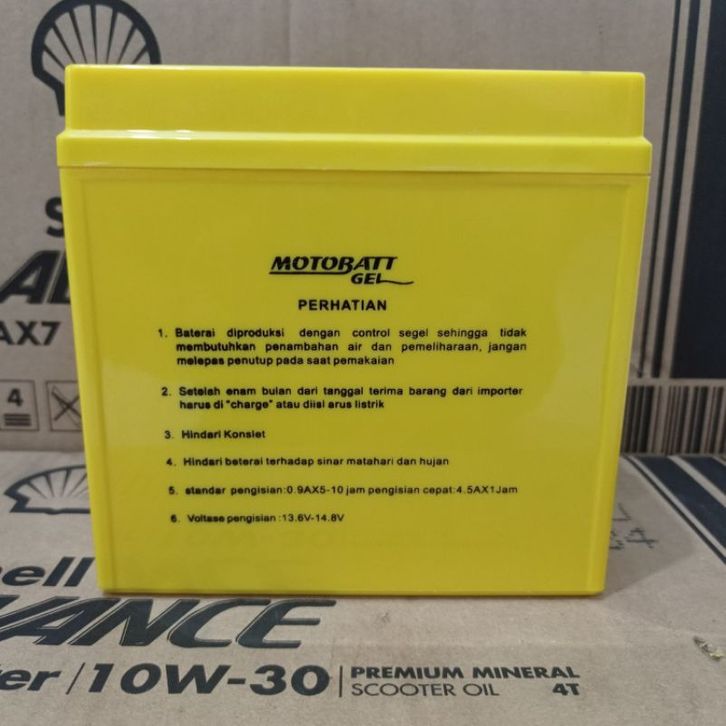 AX7
4
MOTOBATT
GEL
PERHATIAN
1. Baterai diproduksi dengan control segel sehingga tidak
membutuhkan penambahan air dan pemeliharaan, jangan
melepas penutup pada saat pemakaian
2. Setelah enam bulan dari tanggal terima barang dari importer
harus di "charge" atau diisi arus listrik
3. Hindari Konslet
4. Hindari baterai terhadap sinar matahari dan hujan
5. standar pengisian:0.9AX5-10 jam pengisian cepat:4.5AX1Jam
6. Voltase pengisian :13.6V-14.8V
ell
VANCE
er/10W-30 | PREMIUM MINERAL
SCOOTER OIL 4T